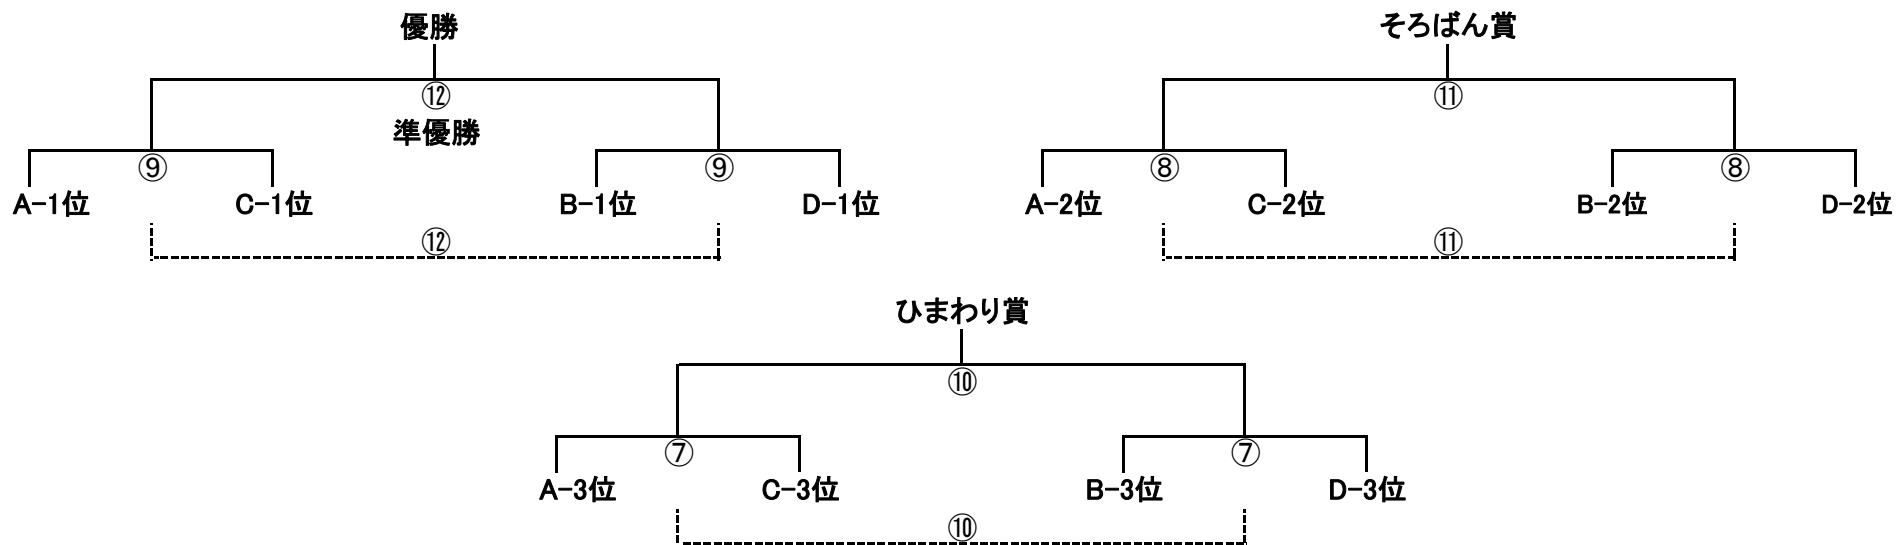 優勝
⑫
準優勝
⑨ ⑨
A-1位 C-1位 B-1位 D-1位
⑫
そろばん賞
⑪
⑧ ⑧
A-2位 C-2位 B-2位 D-2位
⑪
ひまわり賞
⑩
⑦ ⑦
A-3位 C-3位 B-3位 D-3位
⑩